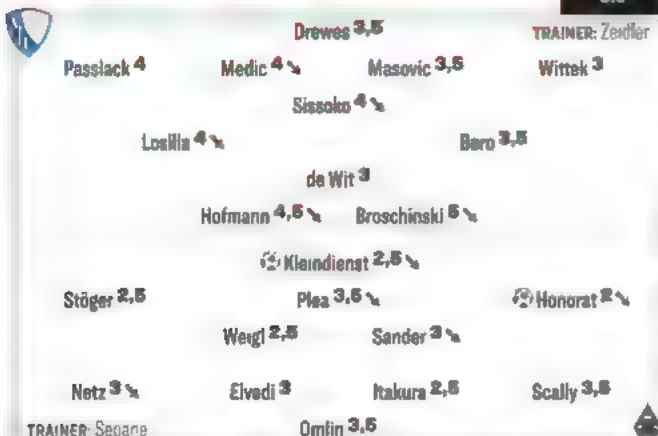 Drewes 3,5
TRAINER: Zeidler
Passlack 4 Medic 4 Masovic 3,5 Wittek 3
Sissoko 4
Losilla 4 Bero 3,5
de Wit 3
Hofmann 4,5 Broschinski 5
Kleindienst 2,5
Stöger 2,5 Plea 3,5 Honorat 2
Weigl 2,5 Sander 3
Netz 3 Elvedi 3 Itakura 2,5 Scally 3,5
TRAINER: Seoane Omlin 3,5